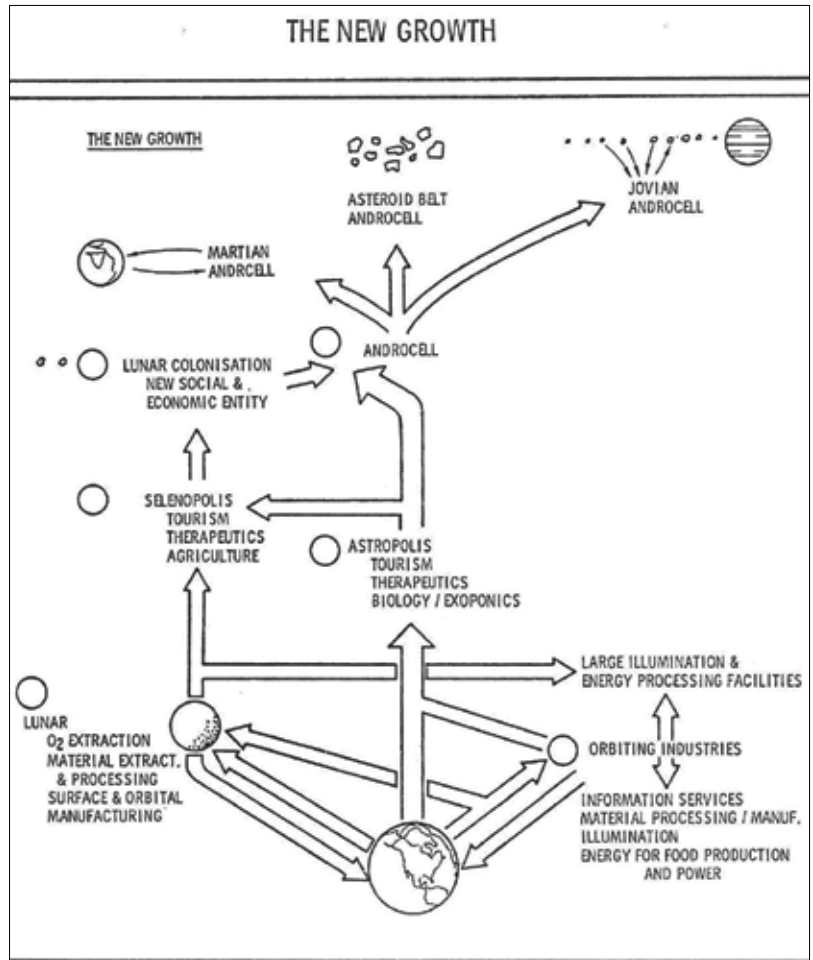 THE NEW GROWTH
THE NEW GROWTH
ASTEROID BELT
ANDROCELL
JOVIAN
ANDROCELL
MARTIAN
ANDRCELL
ANDROCELL
LUNAR COLONISATION
NEW SOCIAL &
ECONOMIC ENTITY
SELENOPOLIS
TOURISM
THERAPEUTICS
AGRICULTURE
ASTROPOLIS
TOURISM
THERAPEUTICS
BIOLOGY / EXOPONICS
LARGE ILLUMINATION &
ENERGY PROCESSING FACILITIES
LUNAR
O₂ EXTRACTION
MATERIAL EXTRACT.
& PROCESSING
SURFACE & ORBITAL
MANUFACTURING
ORBITING INDUSTRIES
INFORMATION SERVICES
MATERIAL PROCESSING / MANUF.
ILLUMINATION
ENERGY FOR FOOD PRODUCTION
AND POWER